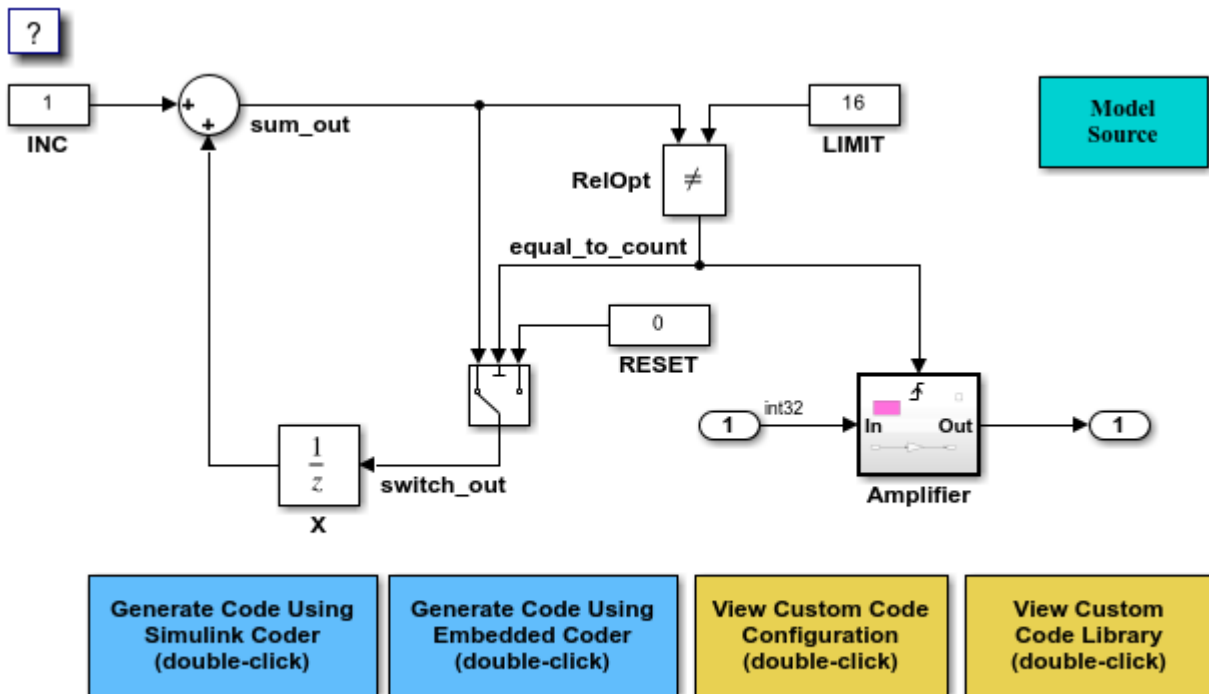 ?
1
INC
+
+
sum_out
16
LIMIT
Model
Source
RelOpt
≠
equal_to_count
0
RESET
1
int32
In
Out
1
Amplifier
1
z
X
switch_out
Generate Code Using
Simulink Coder
(double-click)
Generate Code Using
Embedded Coder
(double-click)
View Custom Code
Configuration
(double-click)
View Custom
Code Library
(double-click)